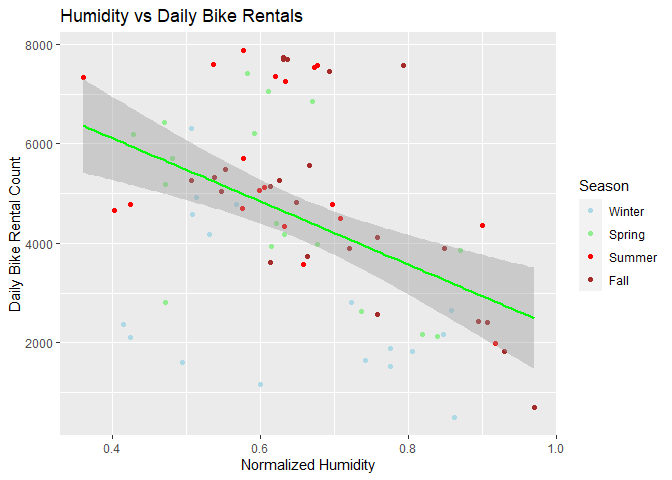 Humidity vs Daily Bike Rentals
Daily Bike Rental Count
8000
6000
4000
2000
0.4
0.6
0.8
1.0
Normalized Humidity
Season
Winter
Spring
Summer
Fall